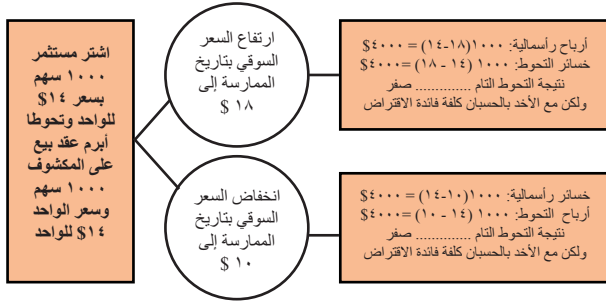 اشتر مستثمر
١٠٠٠ سهم
بسعر ١٤$
للواحد وتحوطا
أبرم عقد بيع
على المكشوف
١٠٠٠ سهم
وسعر الواحد
١٤$ للواحد
ارتفاع السعر
السوقي بتاريخ
الممارسة إلى
١٨ $
أرباح رأسمالية: ١٠٠٠(١٨-١٤) = ٤٠٠٠$
خسائر التحوط: ١٠٠٠ (١٤ - ١٨) =٤٠٠٠$
نتيجة التحوط التام .............. صفر
ولكن مع الأخد بالحسبان كلفة فائدة الاقتراض
انخفاض السعر
السوقي بتاريخ
الممارسة إلى
١٠ $
خسائر رأسمالية: ١٠٠٠(١٠-١٤) =٤٠٠٠$
أرباح التحوط: ١٠٠٠ (١٤ - ١٠) =٤٠٠٠$
نتيجة التحوط التام .............. صفر
ولكن مع الأخد بالحسبان كلفة فائدة الاقتراض